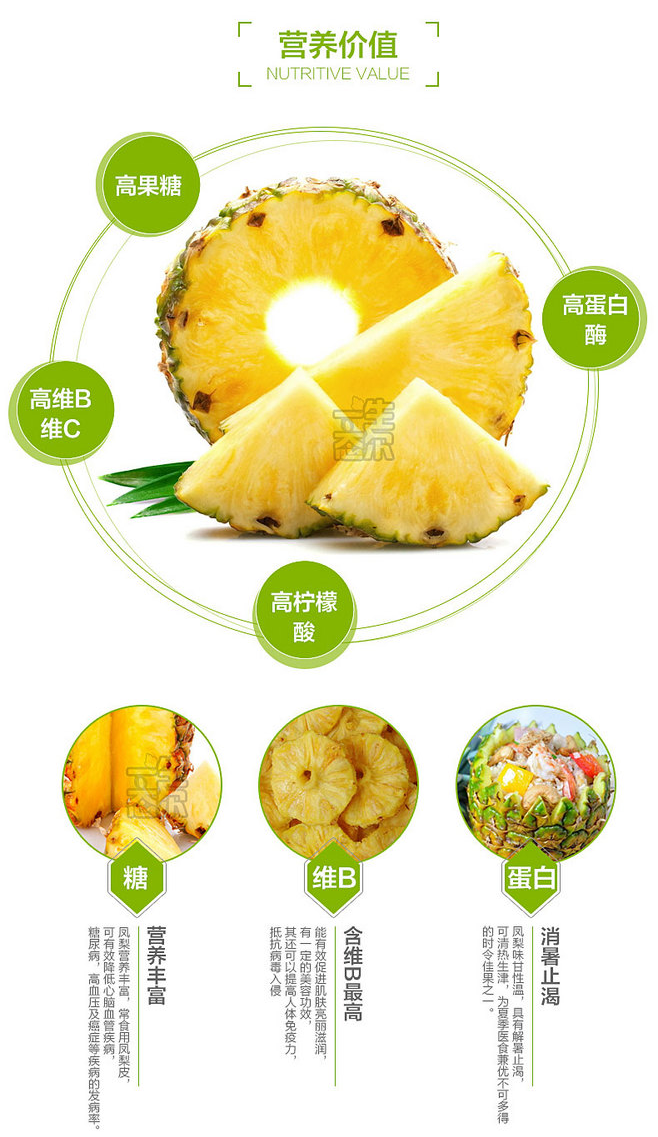 营养价值
NUTRITIVE VALUE
高果糖
高蛋白
酶
高维B
维C
高柠檬
酸
糖
营养丰富
凤梨营养丰富，常食用凤梨皮，
可有效降低心脑血管疾病，
糖尿病，高血压及癌症等疾病的发病率。
维B
含维B最高
能有效促进肌肤亮丽滋润，
有一定的美容功效，
其还可以提高人体免疫力，
抵抗病毒入侵
蛋白
消暑止渴
凤梨味甘性温，具有解暑止渴，
可清热生津，为夏季医食兼优不可多得
的时令佳果之一。